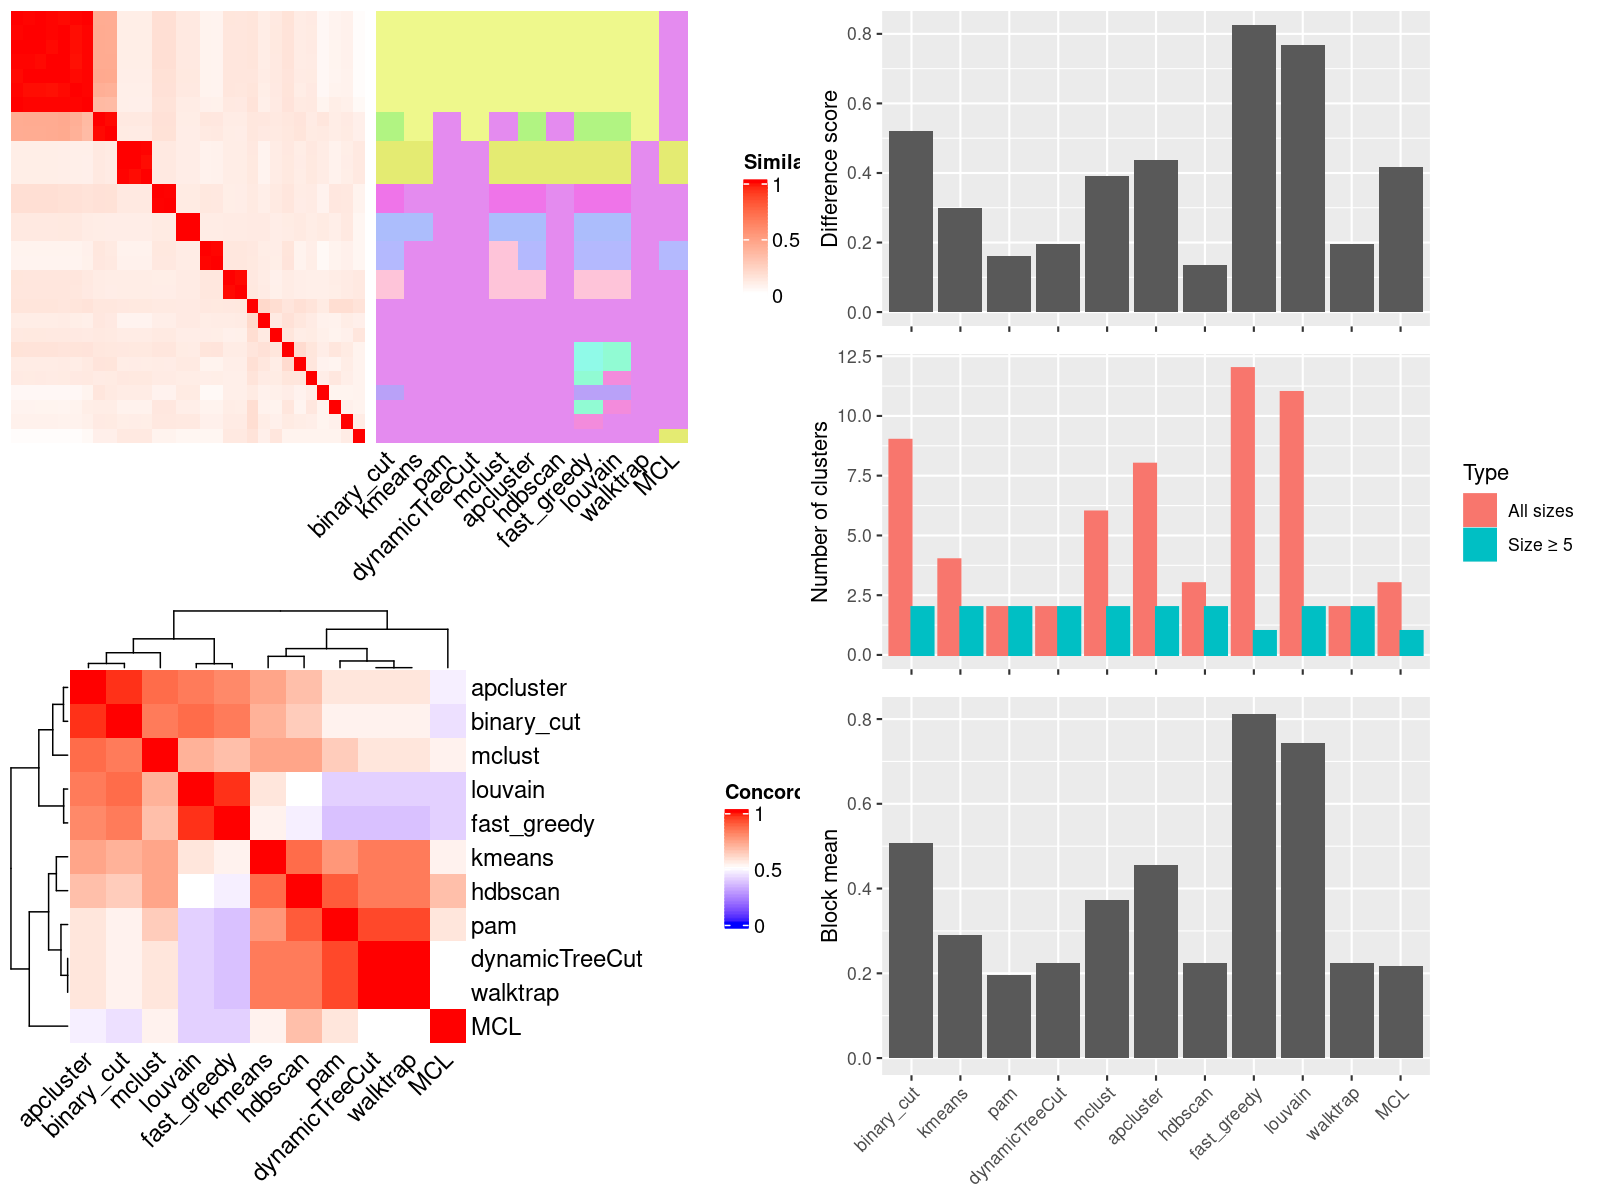 Simila
1
0.5
0
binary_cut
kmeans
pam
dynamicTreeCut
mclust
apcluster
hdbscan
fast_greedy
louvain
walktrap
MCL
apcluster
binary_cut
mclust
louvain
fast_greedy
kmeans
hdbscan
pam
dynamicTreeCut
walktrap
MCL
apcluster
binary_cut
mclust
louvain
fast_greedy
kmeans
hdbscan
pam
dynamicTreeCut
walktrap
MCL
Concord
1
0.5
0
Difference score
0.8
0.6
0.4
0.2
0.0
Number of clusters
12.5
10.0
7.5
5.0
2.5
0.0
Type
All sizes
Size ≥ 5
Block mean
0.8
0.6
0.4
0.2
0.0
binary_cut
kmeans
pam
dynamicTreeCut
mclust
apcluster
hdbscan
fast_greedy
louvain
walktrap
MCL